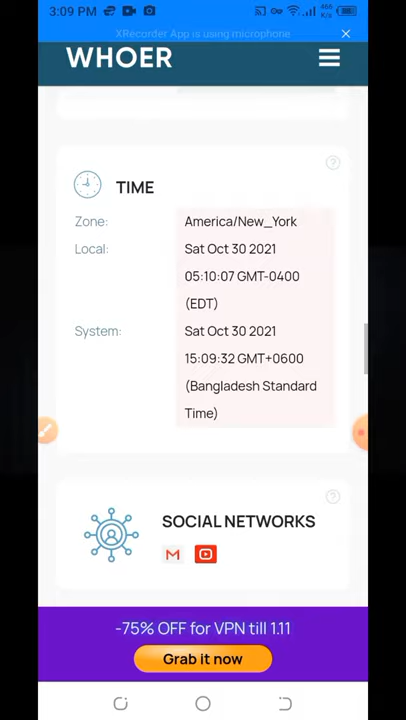 3:09 PM
466
K/s
XRecorder App is using microphone
WHOER
TIME
Zone: America/New_York
Local: Sat Oct 30 2021
05:10:07 GMT-0400
(EDT)
System: Sat Oct 30 2021
15:09:32 GMT+0600
(Bangladesh Standard
Time)
SOCIAL NETWORKS
-75% OFF for VPN till 1.11
Grab it now